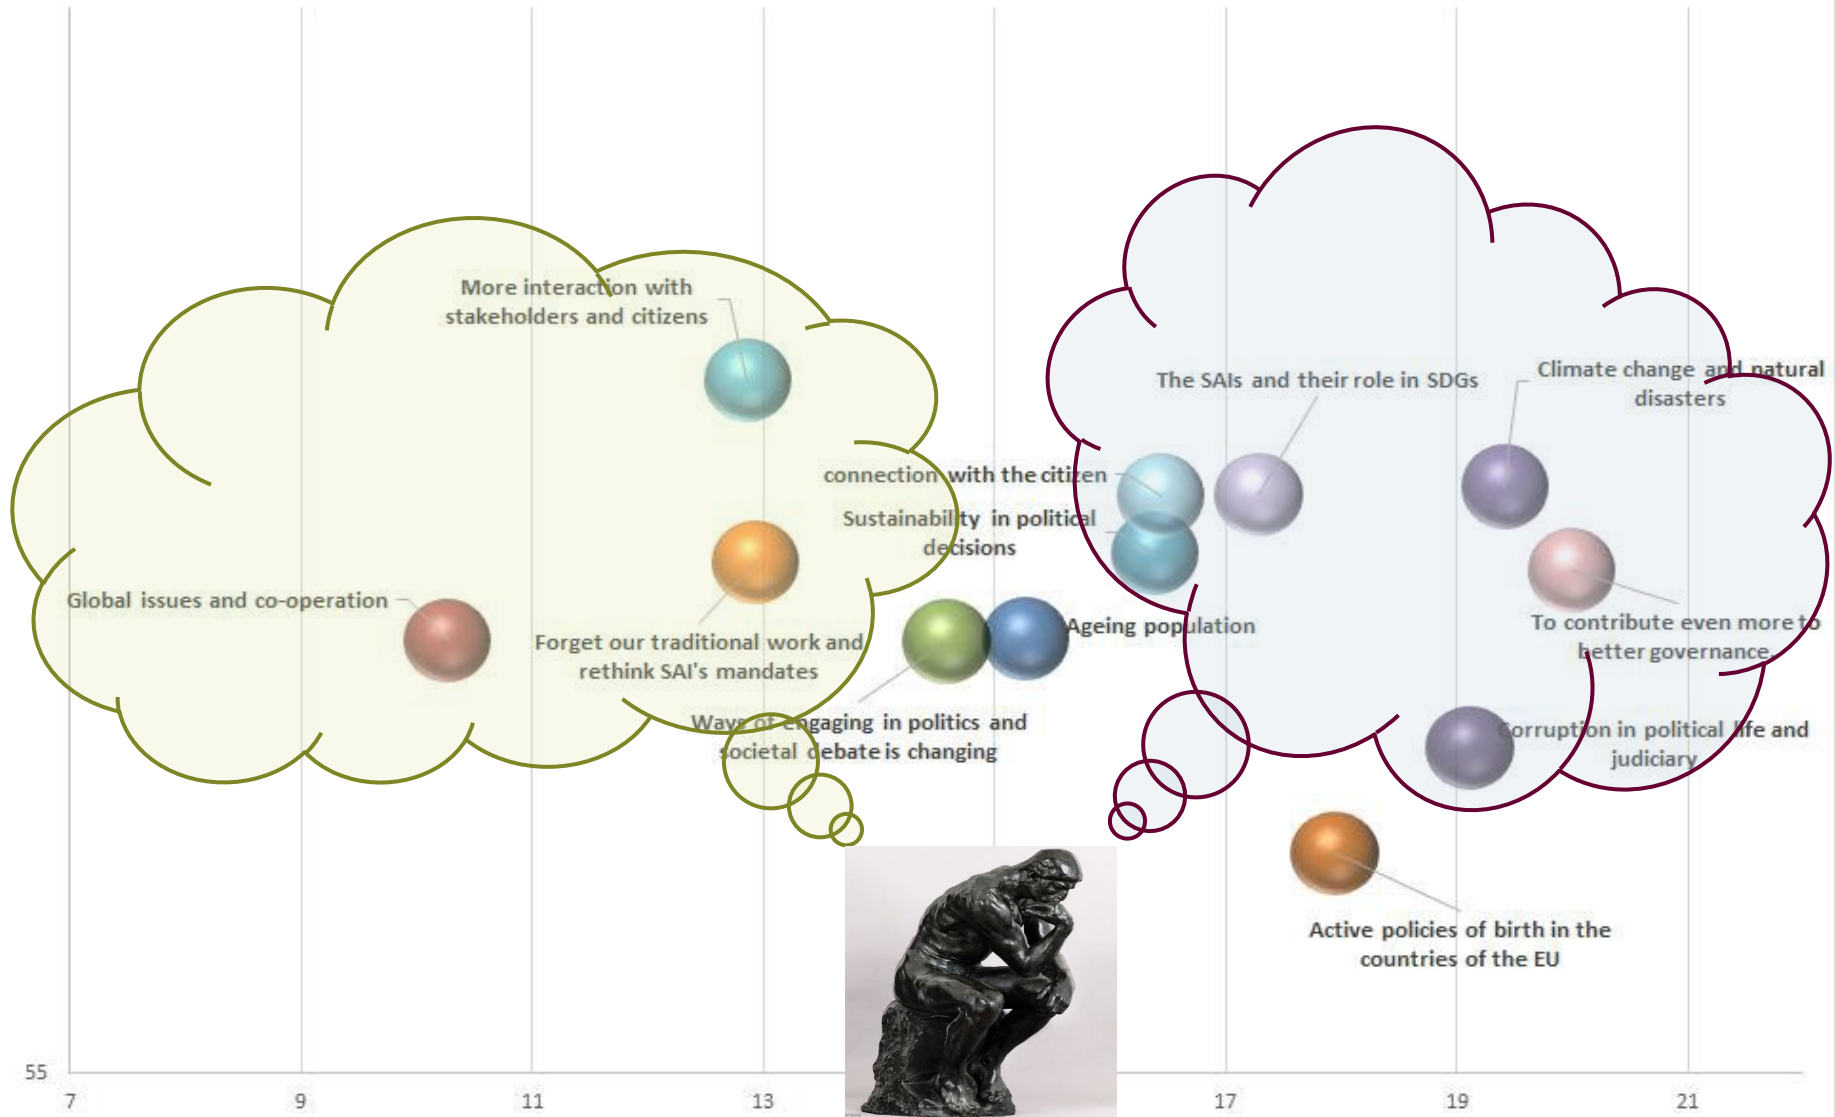 More interaction with
stakeholders and citizens
The SAIs and their role in SDGs
Climate change and natural
disasters
connection with the citizen
Sustainability in political
decisions
Global issues and co-operation
Forget our traditional work and
rethink SAI's mandates
Ageing population
To contribute even more to
better governance.
Ways of engaging in politics and
societal debate is changing
Corruption in political life and
judiciary
Active policies of birth in the
countries of the EU
55
7 9 11 13 17 19 21